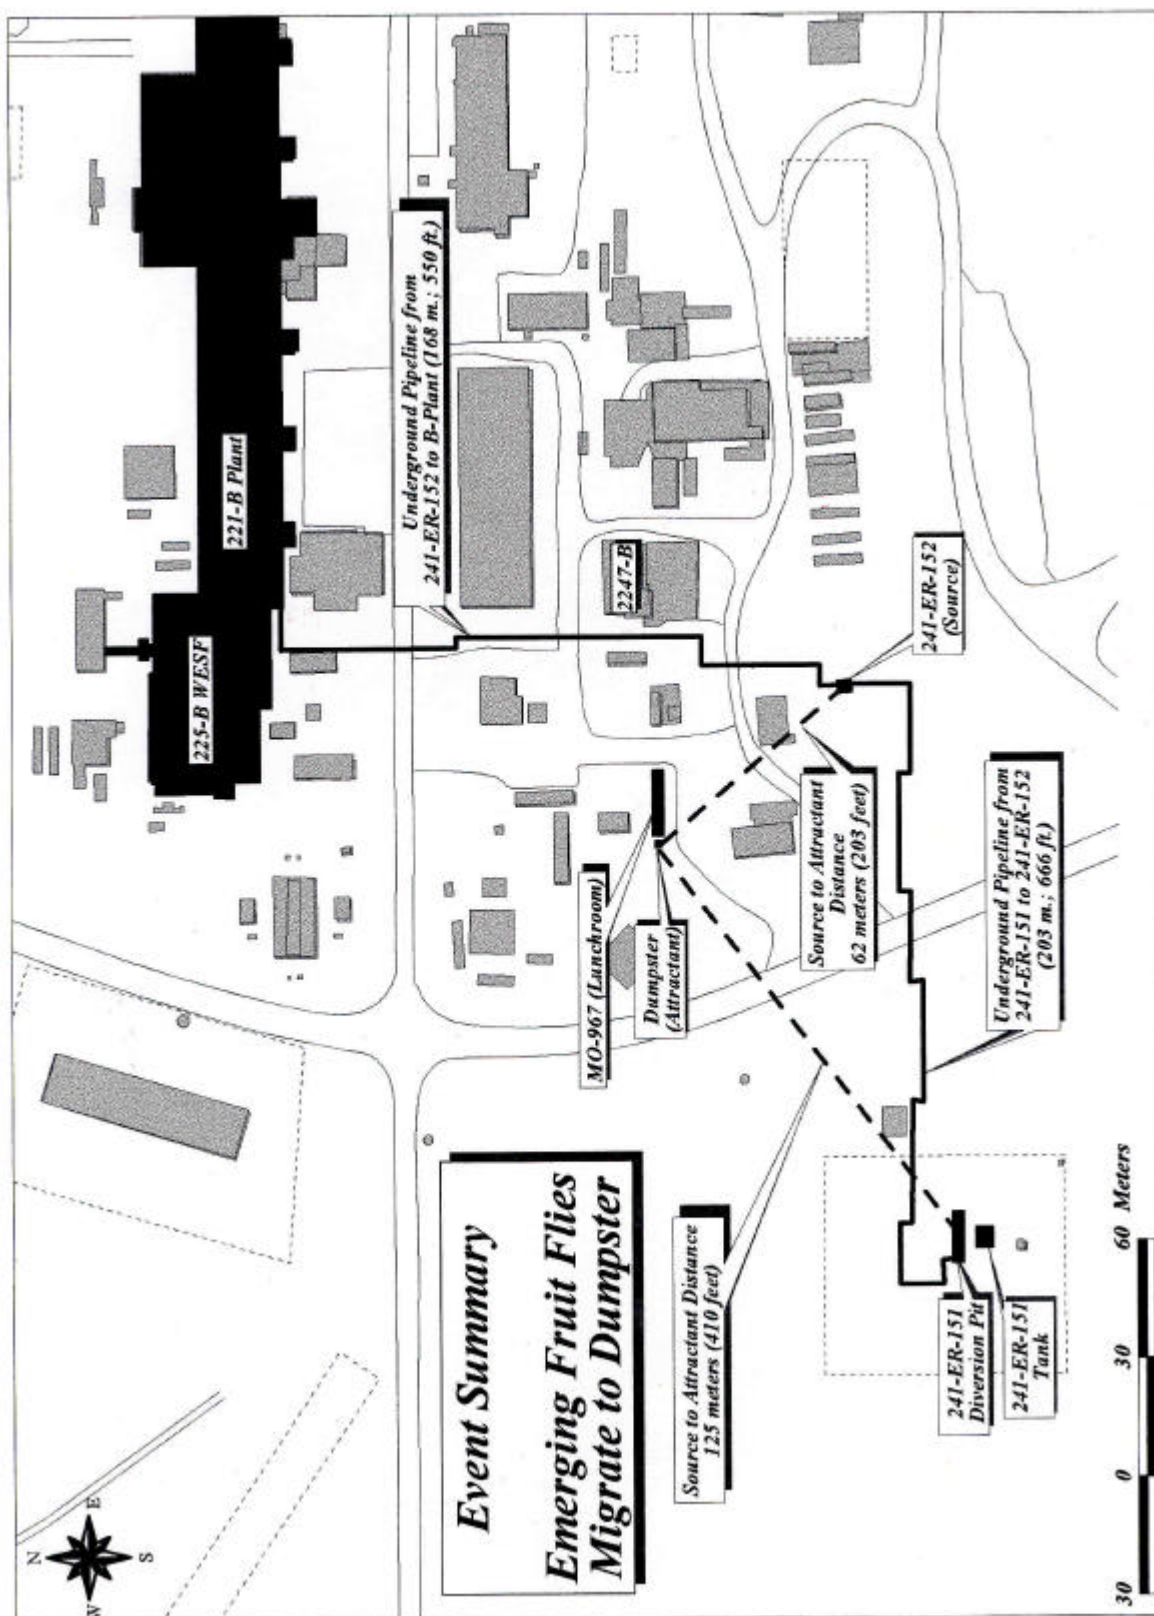 Event Summary
Emerging Fruit Flies
Migrate to Dumpster
N
E
S
W
225-B WESF
221-B Plant
Underground Pipeline from
241-ER-152 to B-Plant (168 m.; 550 ft.)
2247-B
MO-967 (Lunchroom)
Dumpster
(Attractant)
241-ER-152
(Source)
Source to Attractant
Distance
62 meters (203 feet)
Source to Attractant Distance
125 meters (410 feet)
Underground Pipeline from
241-ER-151 to 241-ER-152
(203 m.; 666 ft.)
241-ER-151
Diversion Pit
241-ER-151
Tank
30 0 30 60 Meters